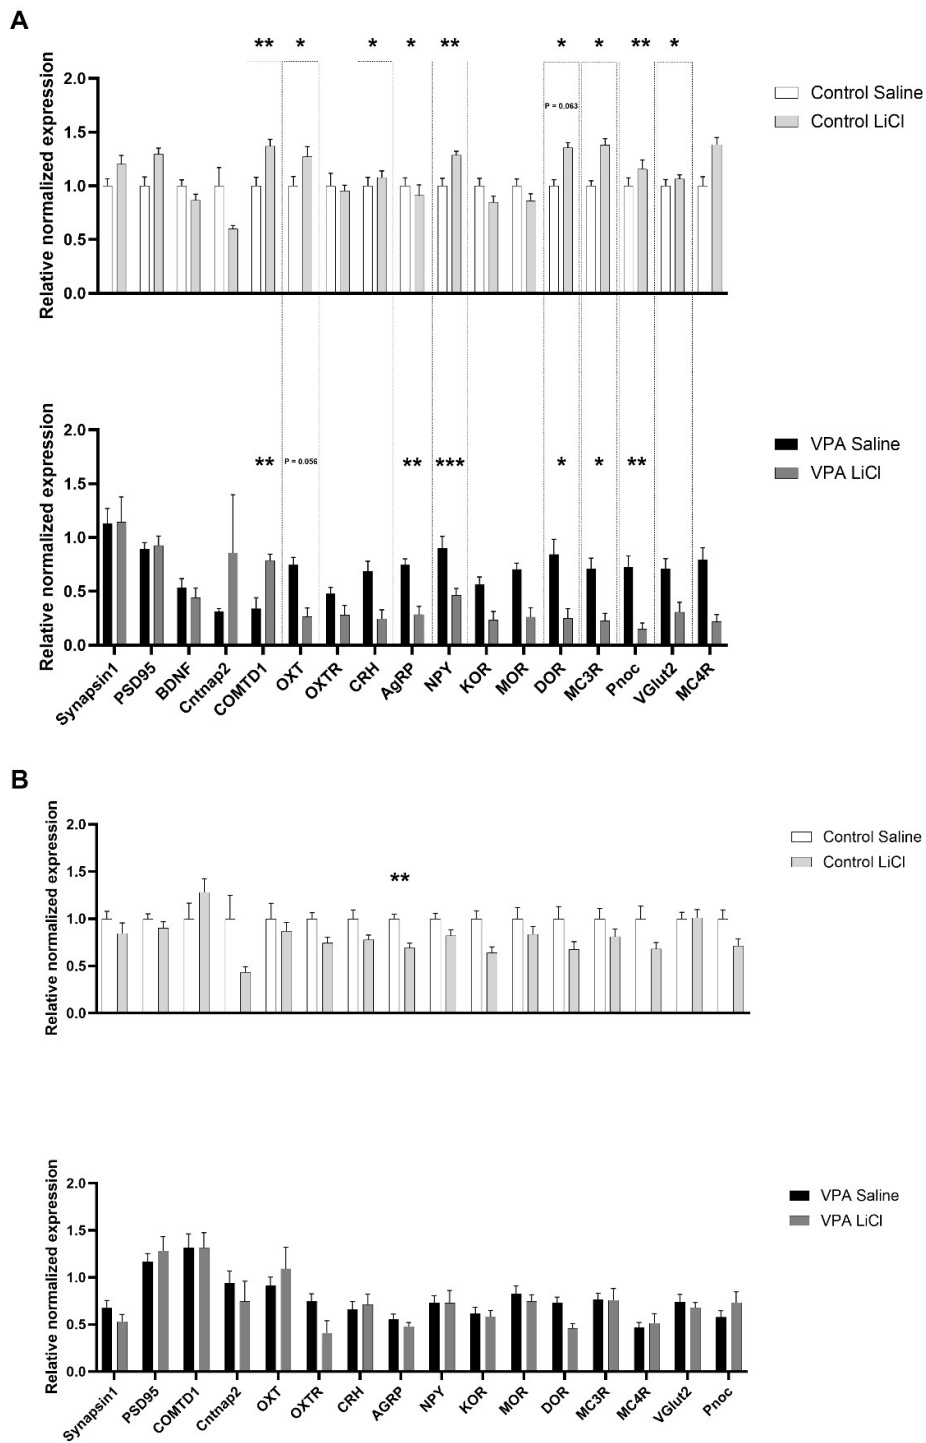 A
** * * * ** * * ** *
2.0
1.5
1.0
0.5
0.0
Relative normalized expression
P = 0.063
Control Saline
Control LiCl
2.0
1.5
1.0
0.5
0.0
Relative normalized expression
** P = 0.056 ** *** * * **
VPA Saline
VPA LiCl
Synapsin1 PSD95 BDNF Cntnap2 COMTD1 OXT OXTR CRH AgRP NPY KOR MOR DOR MC3R Pnoc VGlut2 MC4R
B
2.0
1.5
1.0
0.5
0.0
Relative normalized expression
**
Control Saline
Control LiCl
2.0
1.5
1.0
0.5
0.0
Relative normalized expression
VPA Saline
VPA LiCl
Synapsin1 PSD95 COMTD1 Cntnap2 OXT OXTR CRH AGRP NPY KOR MOR DOR MC3R MC4R VGlut2 Pnoc